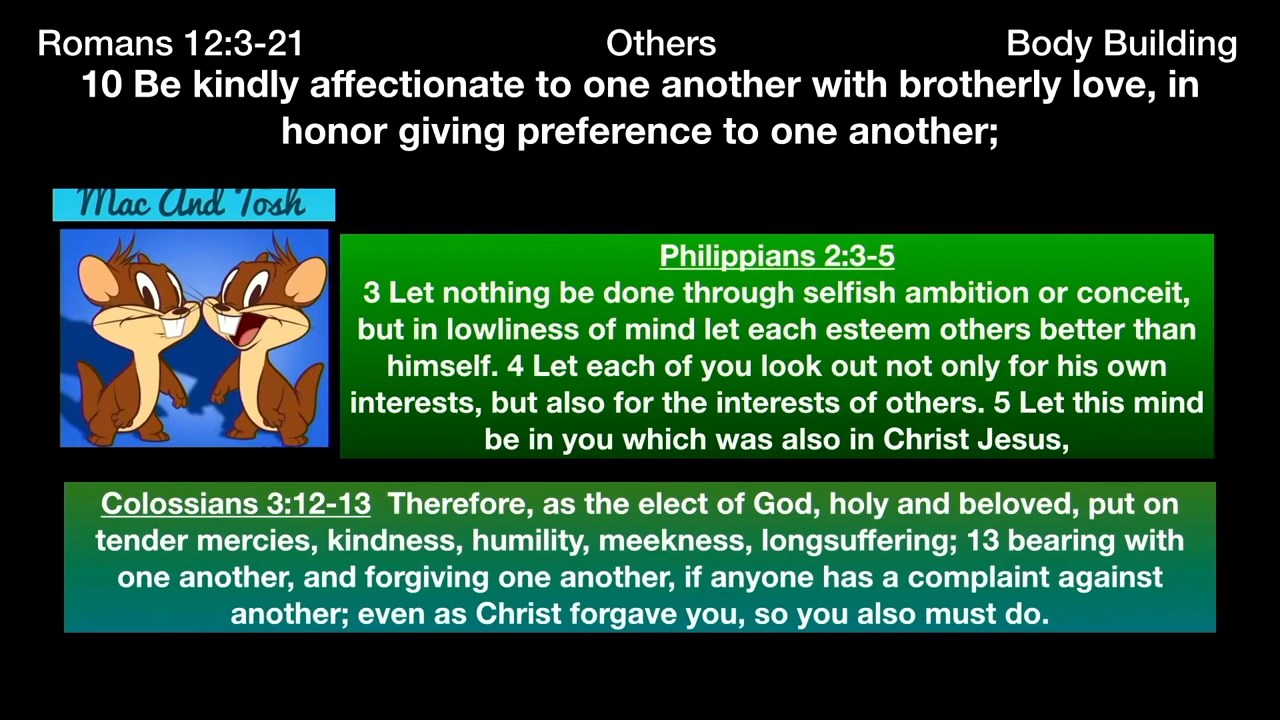 Romans 12:3-21 Others Body Building
10 Be kindly affectionate to one another with brotherly love, in
honor giving preference to one another;
Mac And Tosh
Philippians 2:3-5
3 Let nothing be done through selfish ambition or conceit,
but in lowliness of mind let each esteem others better than
himself. 4 Let each of you look out not only for his own
interests, but also for the interests of others. 5 Let this mind
be in you which was also in Christ Jesus,
Colossians 3:12-13 Therefore, as the elect of God, holy and beloved, put on
tender mercies, kindness, humility, meekness, longsuffering; 13 bearing with
one another, and forgiving one another, if anyone has a complaint against
another; even as Christ forgave you, so you also must do.